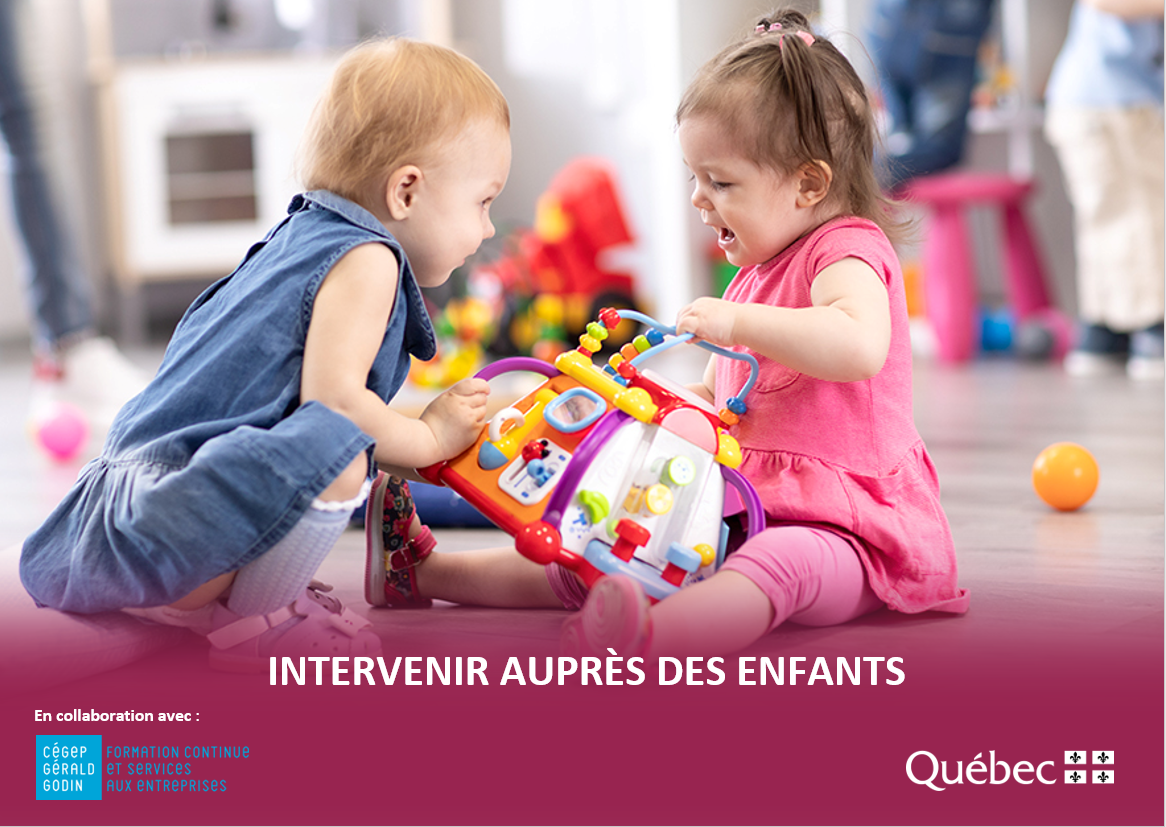 INTERVENIR AUPRÈS DES ENFANTS
En collaboration avec :
CÉGEP
GÉRALD
GODIN
FORMATION CONTINUE
ET SERVICES
AUX ENTREPRISES
Québec